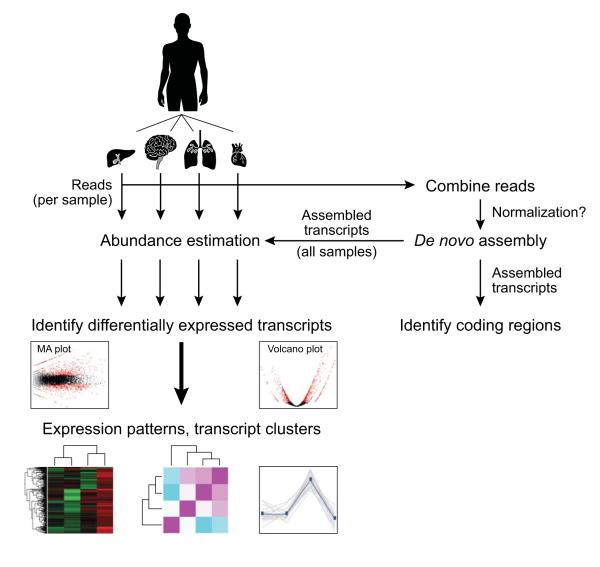 Reads
(per sample)
Combine reads
Normalization?
Assembled
transcripts
(all samples)
Abundance estimation
De novo assembly
Assembled
transcripts
Identify differentially expressed transcripts
Identify coding regions
MA plot
Volcano plot
Expression patterns, transcript clusters